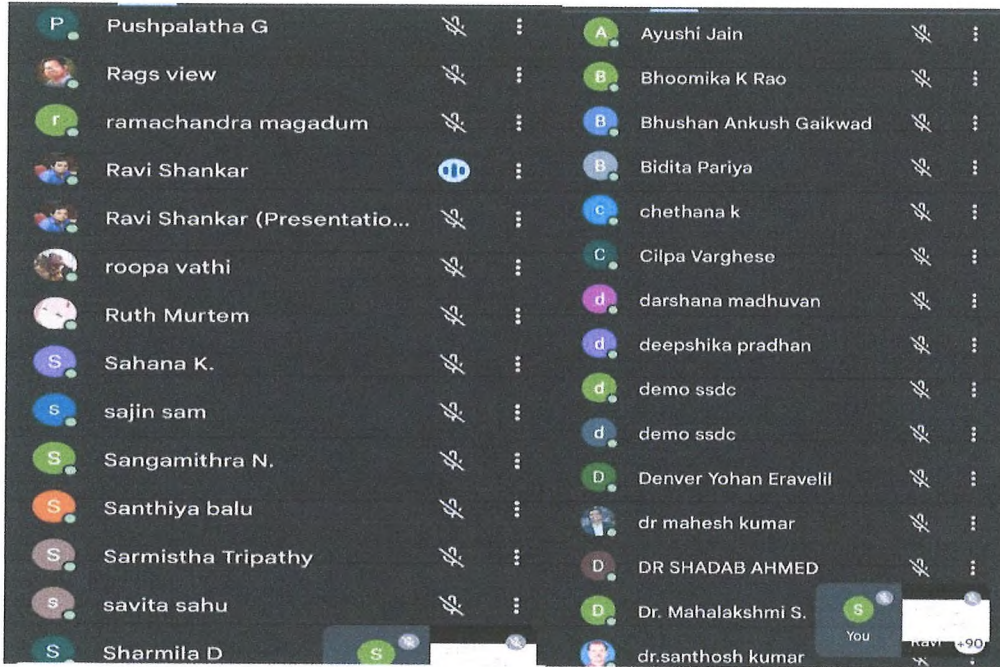 P Pushpalatha G
Rags view
r ramachandra magadum
Ravi Shankar
Ravi Shankar (Presentatio...
roopa vathi
Ruth Murtem
S Sahana K.
s sajin sam
S Sangamithra N.
S Santhiya balu
S Sarmistha Tripathy
s savita sahu
S Sharmila D
S
A Ayushi Jain
B Bhoomika K Rao
B Bhushan Ankush Gaikwad
B Bidita Pariya
c chethana k
C Cilpa Varghese
d darshana madhuvan
d deepshika pradhan
d demo ssdc
d demo ssdc
D Denver Yohan Eravelil
dr mahesh kumar
D DR SHADAB AHMED
D Dr. Mahalakshmi S.
dr.santhosh kumar
S
You
Ravi +90